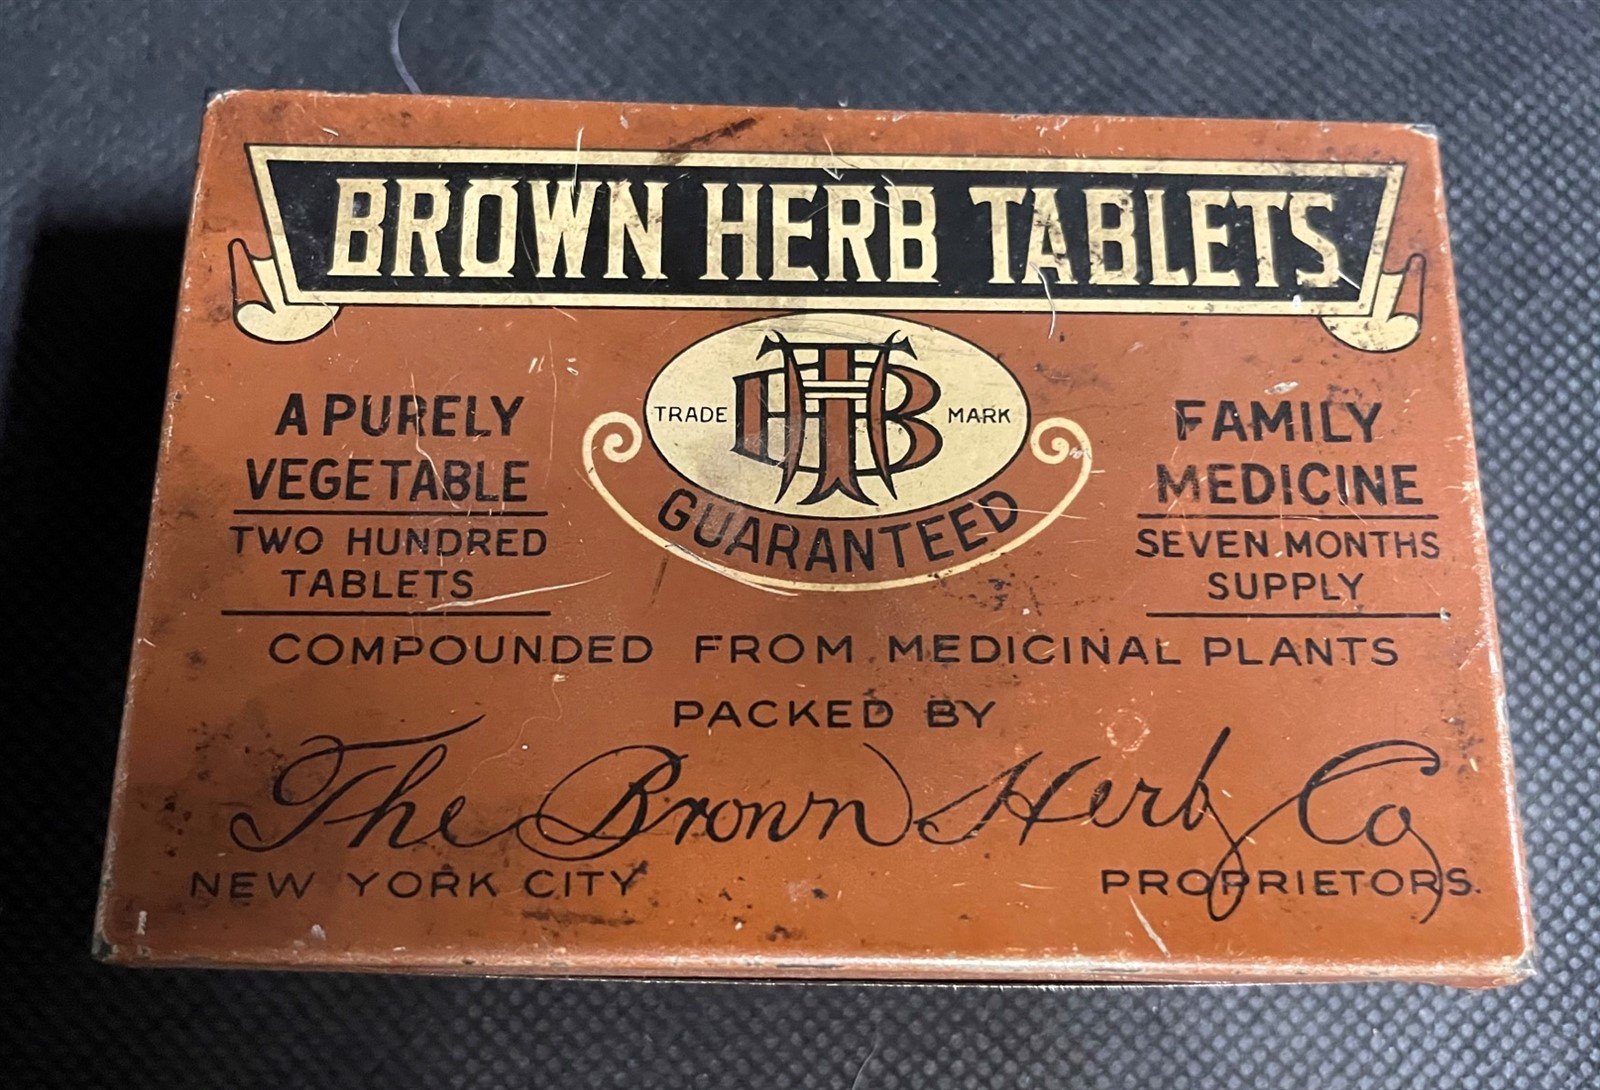 BROWN HERB TABLETS
TRADE BHT MARK
GUARANTEED
A PURELY
VEGETABLE
TWO HUNDRED
TABLETS
FAMILY
MEDICINE
SEVEN MONTHS
SUPPLY
COMPOUNDED FROM MEDICINAL PLANTS
PACKED BY
The Brown Herb Co
NEW YORK CITY PROPRIETORS.